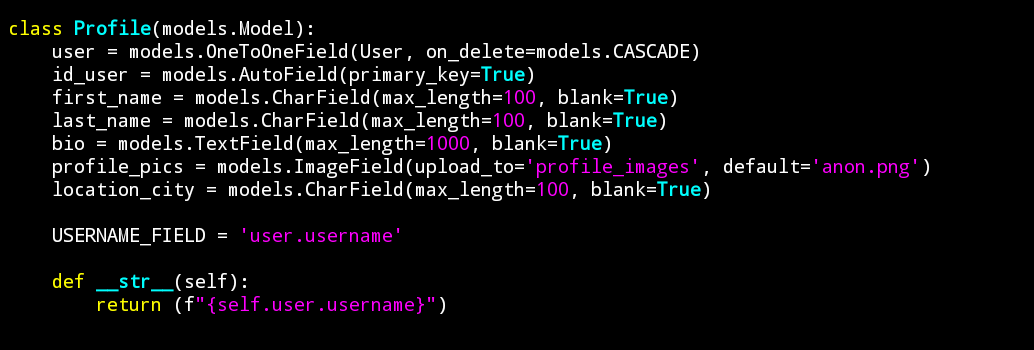 class Profile(models.Model):
    user = models.OneToOneField(User, on_delete=models.CASCADE)
    id_user = models.AutoField(primary_key=True)
    first_name = models.CharField(max_length=100, blank=True)
    last_name = models.CharField(max_length=100, blank=True)
    bio = models.TextField(max_length=1000, blank=True)
    profile_pics = models.ImageField(upload_to='profile_images', default='anon.png')
    location_city = models.CharField(max_length=100, blank=True)

    USERNAME_FIELD = 'user.username'

    def __str__(self):
        return (f"{self.user.username}")